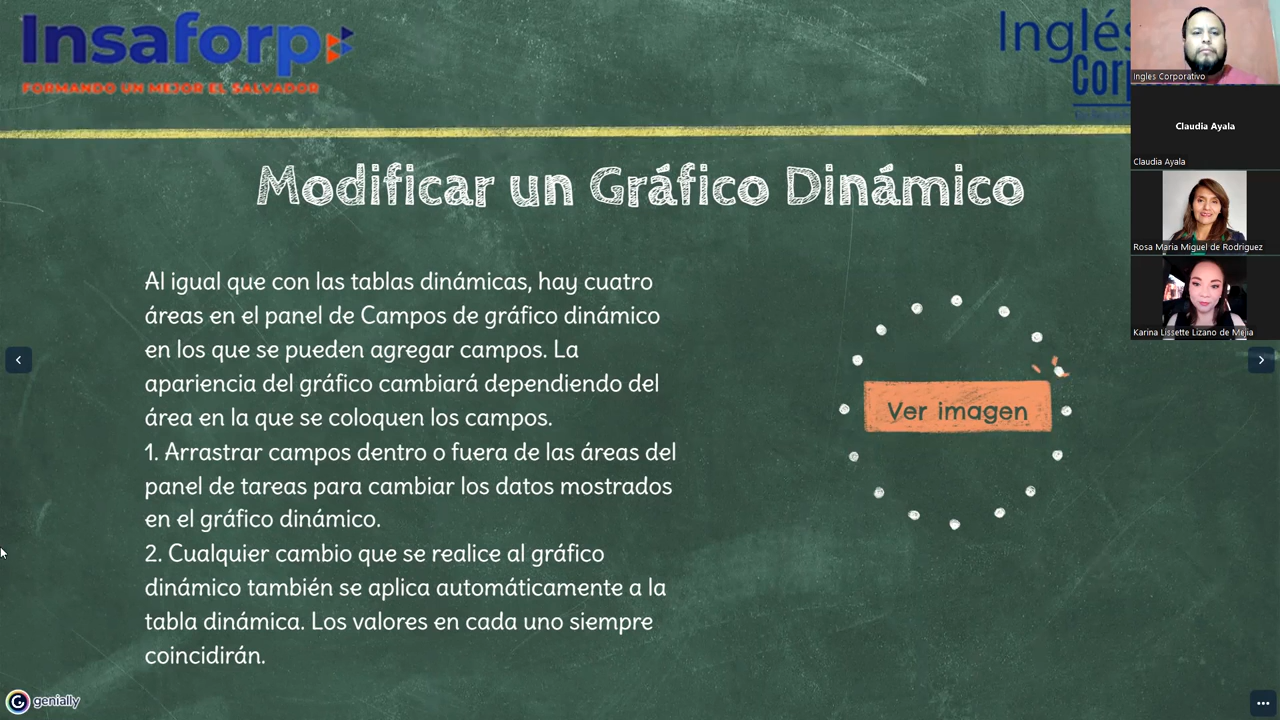 Insaforp
FORMANDO UN MEJOR EL SALVADOR
Inglés
Corp
Ingles Corporativo
Claudia Ayala
Claudia Ayala
Rosa Maria Miguel de Rodriguez
Karina Lissette Lizano de Mejia
Modificar un Gráfico Dinámico
Al igual que con las tablas dinámicas, hay cuatro
áreas en el panel de Campos de gráfico dinámico
en los que se pueden agregar campos. La
apariencia del gráfico cambiará dependiendo del
área en la que se coloquen los campos.
1. Arrastrar campos dentro o fuera de las áreas del
panel de tareas para cambiar los datos mostrados
en el gráfico dinámico.
2. Cualquier cambio que se realice al gráfico
dinámico también se aplica automáticamente a la
tabla dinámica. Los valores en cada uno siempre
coincidirán.
Ver imagen
genially